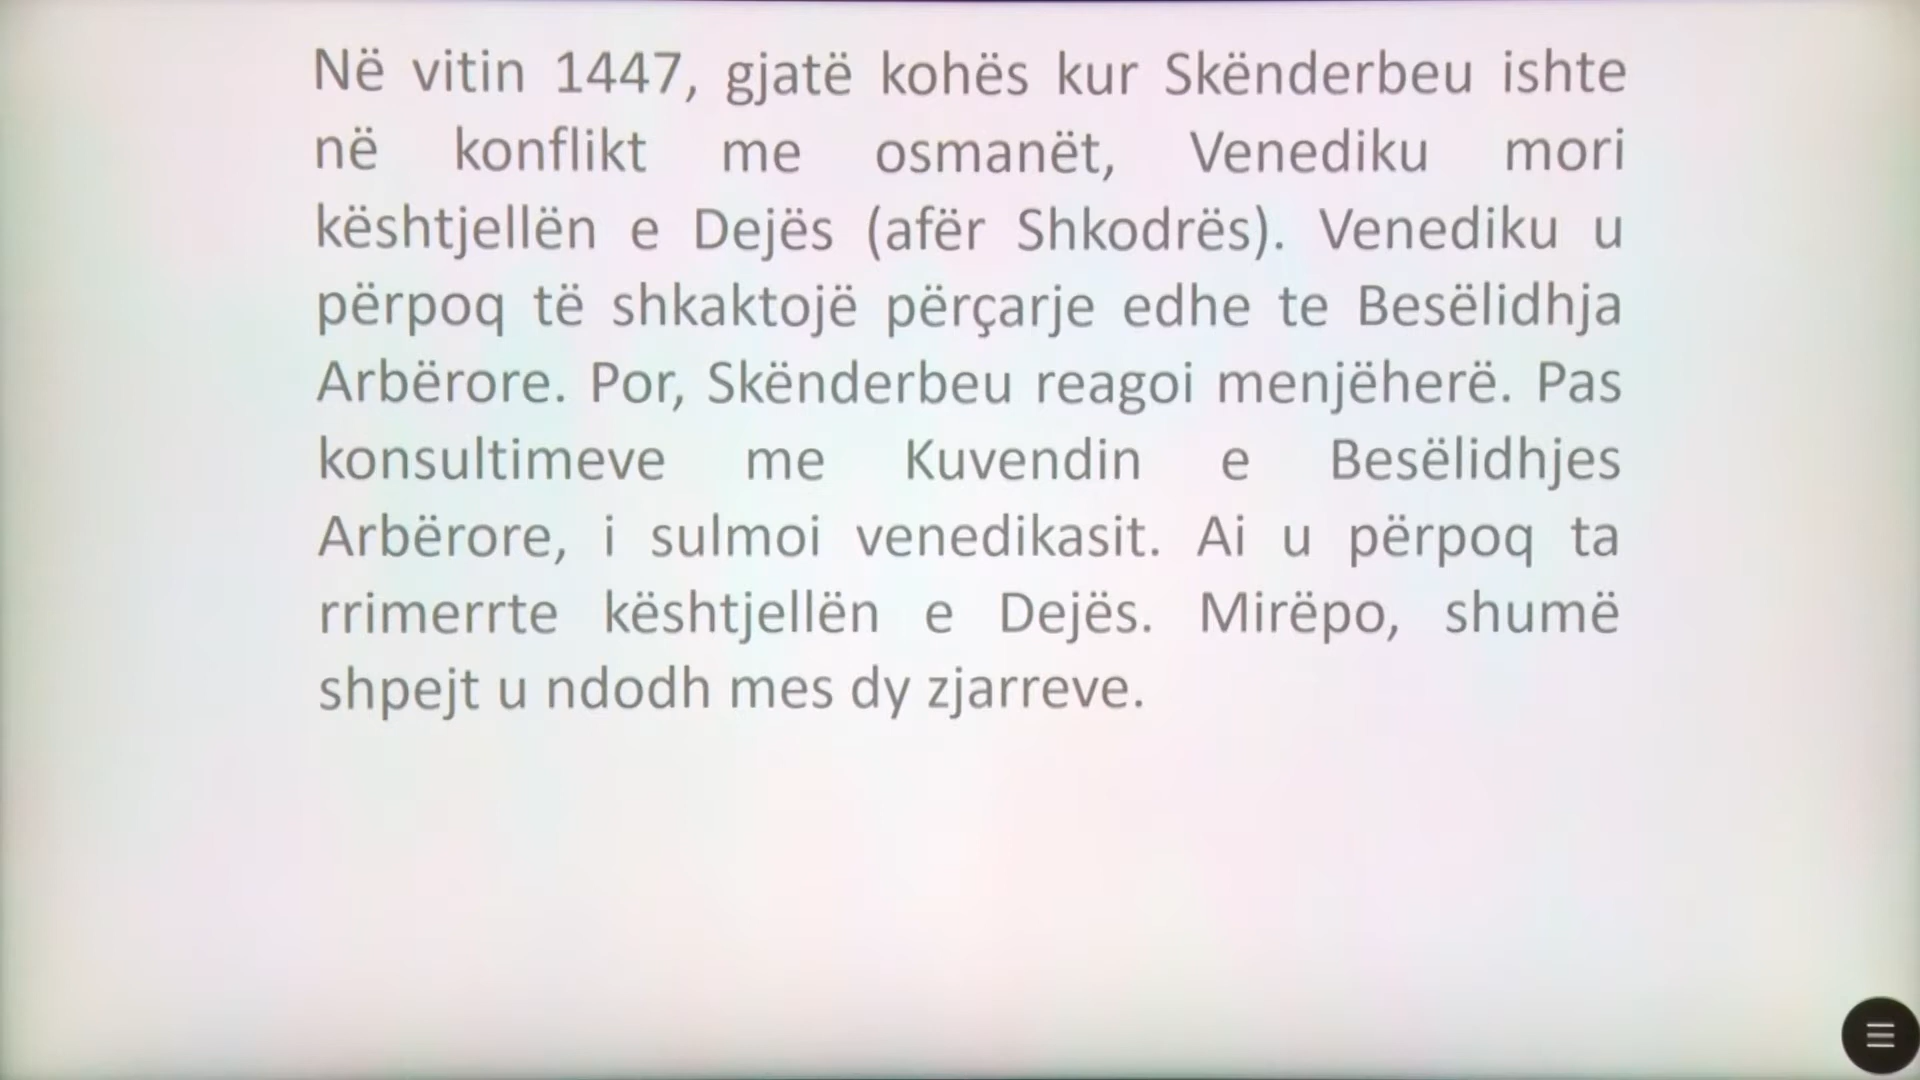 Në vitin 1447, gjatë kohës kur Skënderbeu ishte
në konflikt me osmanët, Venediku mori
kështjellën e Dejës (afër Shkodrës). Venediku u
përpoq të shkaktojë përçarje edhe te Besëlidhja
Arbërore. Por, Skënderbeu reagoi menjëherë. Pas
konsultimeve me Kuvendin e Besëlidhjes
Arbërore, i sulmoi venedikasit. Ai u përpoq ta
rrimerrte kështjellën e Dejës. Mirëpo, shumë
shpejt u ndodh mes dy zjarreve.